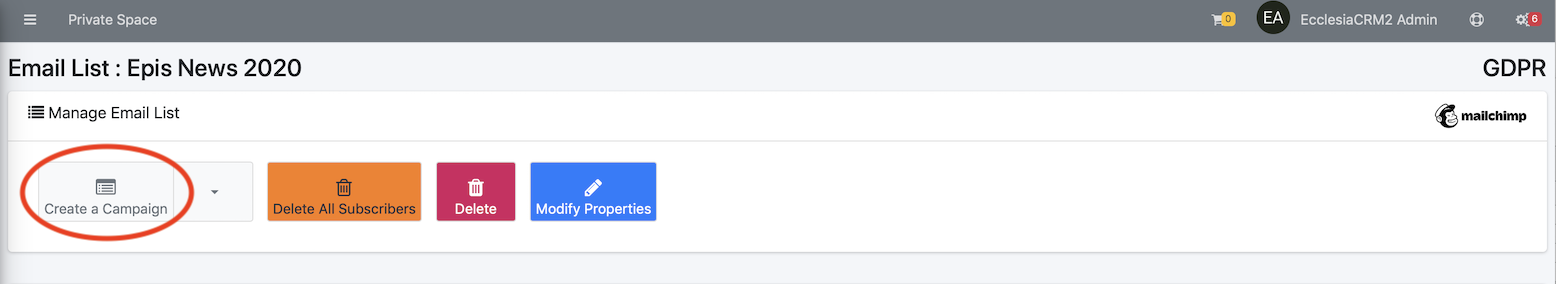 Private Space
0
EA
EcclesiaCRM2 Admin
6
Email List : Epis News 2020
GDPR
Manage Email List
mailchimp
Create a Campaign
Delete All Subscribers
Delete
Modify Properties